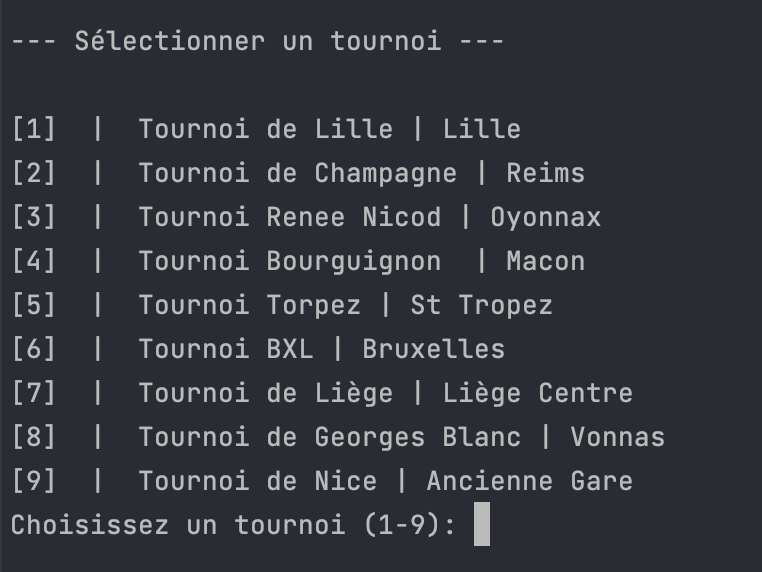 --- Sélectionner un tournoi ---
[1]  |  Tournoi de Lille | Lille
[2]  |  Tournoi de Champagne | Reims
[3]  |  Tournoi Renee Nicod | Oyonnax
[4]  |  Tournoi Bourguignon  | Macon
[5]  |  Tournoi Torpez | St Tropez
[6]  |  Tournoi BXL | Bruxelles
[7]  |  Tournoi de Liège | Liège Centre
[8]  |  Tournoi de Georges Blanc | Vonnas
[9]  |  Tournoi de Nice | Ancienne Gare
Choisissez un tournoi (1-9):